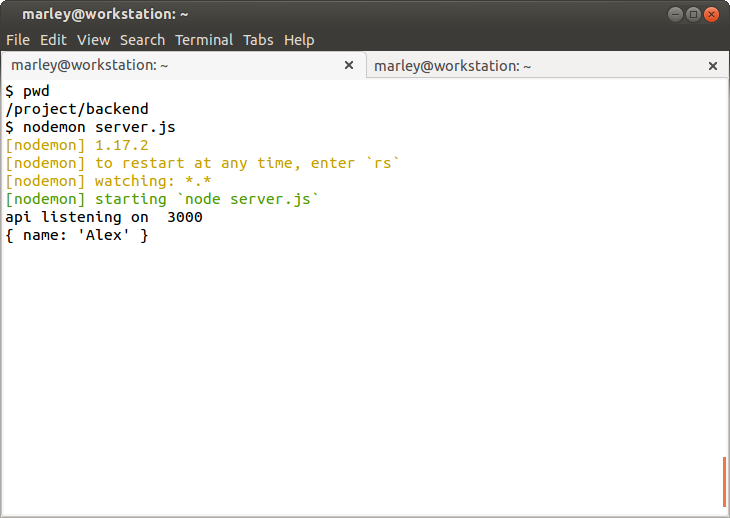 marley@workstation: ~
File Edit View Search Terminal Tabs Help
marley@workstation: ~ marley@workstation: ~
$ pwd
/project/backend
$ nodemon server.js
[nodemon] 1.17.2
[nodemon] to restart at any time, enter `rs`
[nodemon] watching: *.*
[nodemon] starting `node server.js`
api listening on  3000
{ name: 'Alex' }